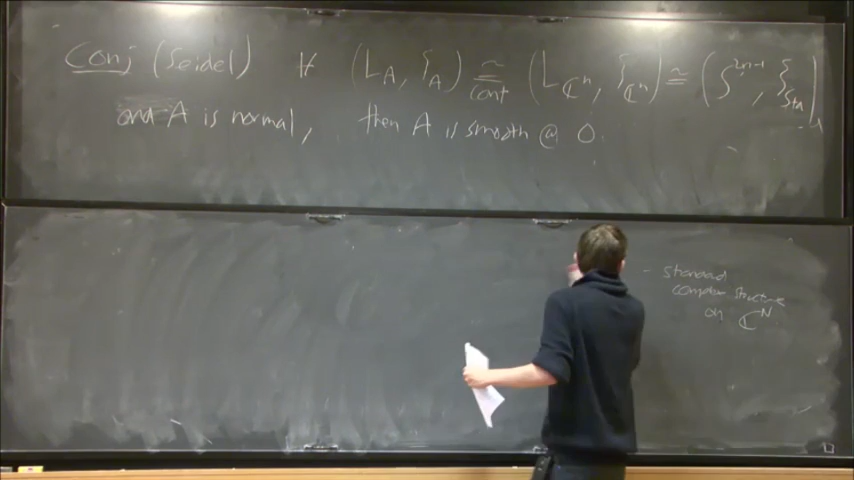 Conj (Seidel) If (L_A, ξ_A) ≅_cont (L_ℂⁿ, ξ_ℂⁿ) ≅ (S^{2n-1}, ξ_Sta)
and A is normal, then A is smooth @ 0.
- standard
complex structure
on ℂ^N